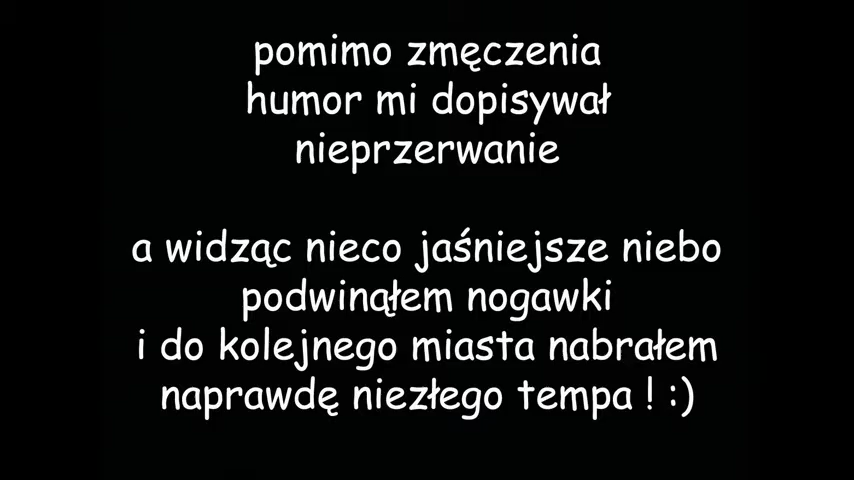 pomimo zmęczenia
humor mi dopisywał
nieprzerwanie
a widząc nieco jaśniejsze niebo
podwinąłem nogawki
i do kolejnego miasta nabrałem
naprawdę niezłego tempa ! :)